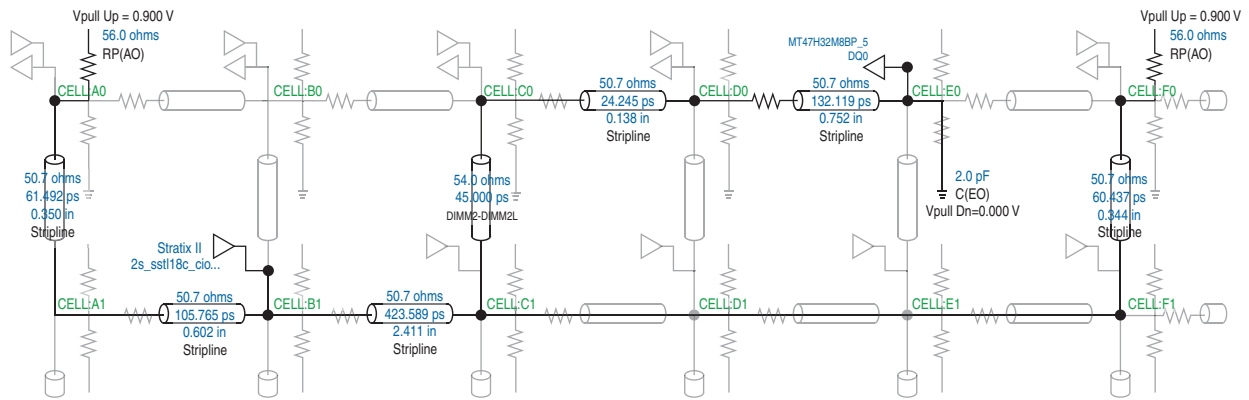 Vpull Up = 0.900 V
56.0 ohms
RP(AO)
CELL:A0
CELL:B0
CELL:C0
50.7 ohms
24.245 ps
0.138 in
Stripline
CELL:D0
50.7 ohms
132.119 ps
0.752 in
Stripline
MT47H32M8BP_5
DQ0
CELL:E0
Vpull Up = 0.900 V
56.0 ohms
RP(AO)
CELL:F0
50.7 ohms
61.492 ps
0.350 in
Stripline
54.0 ohms
45.000 ps
DIMM2-DIMM2L
2.0 pF
C(EO)
Vpull Dn=0.000 V
50.7 ohms
60.437 ps
0.344 in
Stripline
Stratix II
2s_sstl18c_cio...
CELL:A1
50.7 ohms
105.765 ps
0.602 in
Stripline
CELL:B1
50.7 ohms
423.589 ps
2.411 in
Stripline
CELL:C1
CELL:D1
CELL:E1
CELL:F1